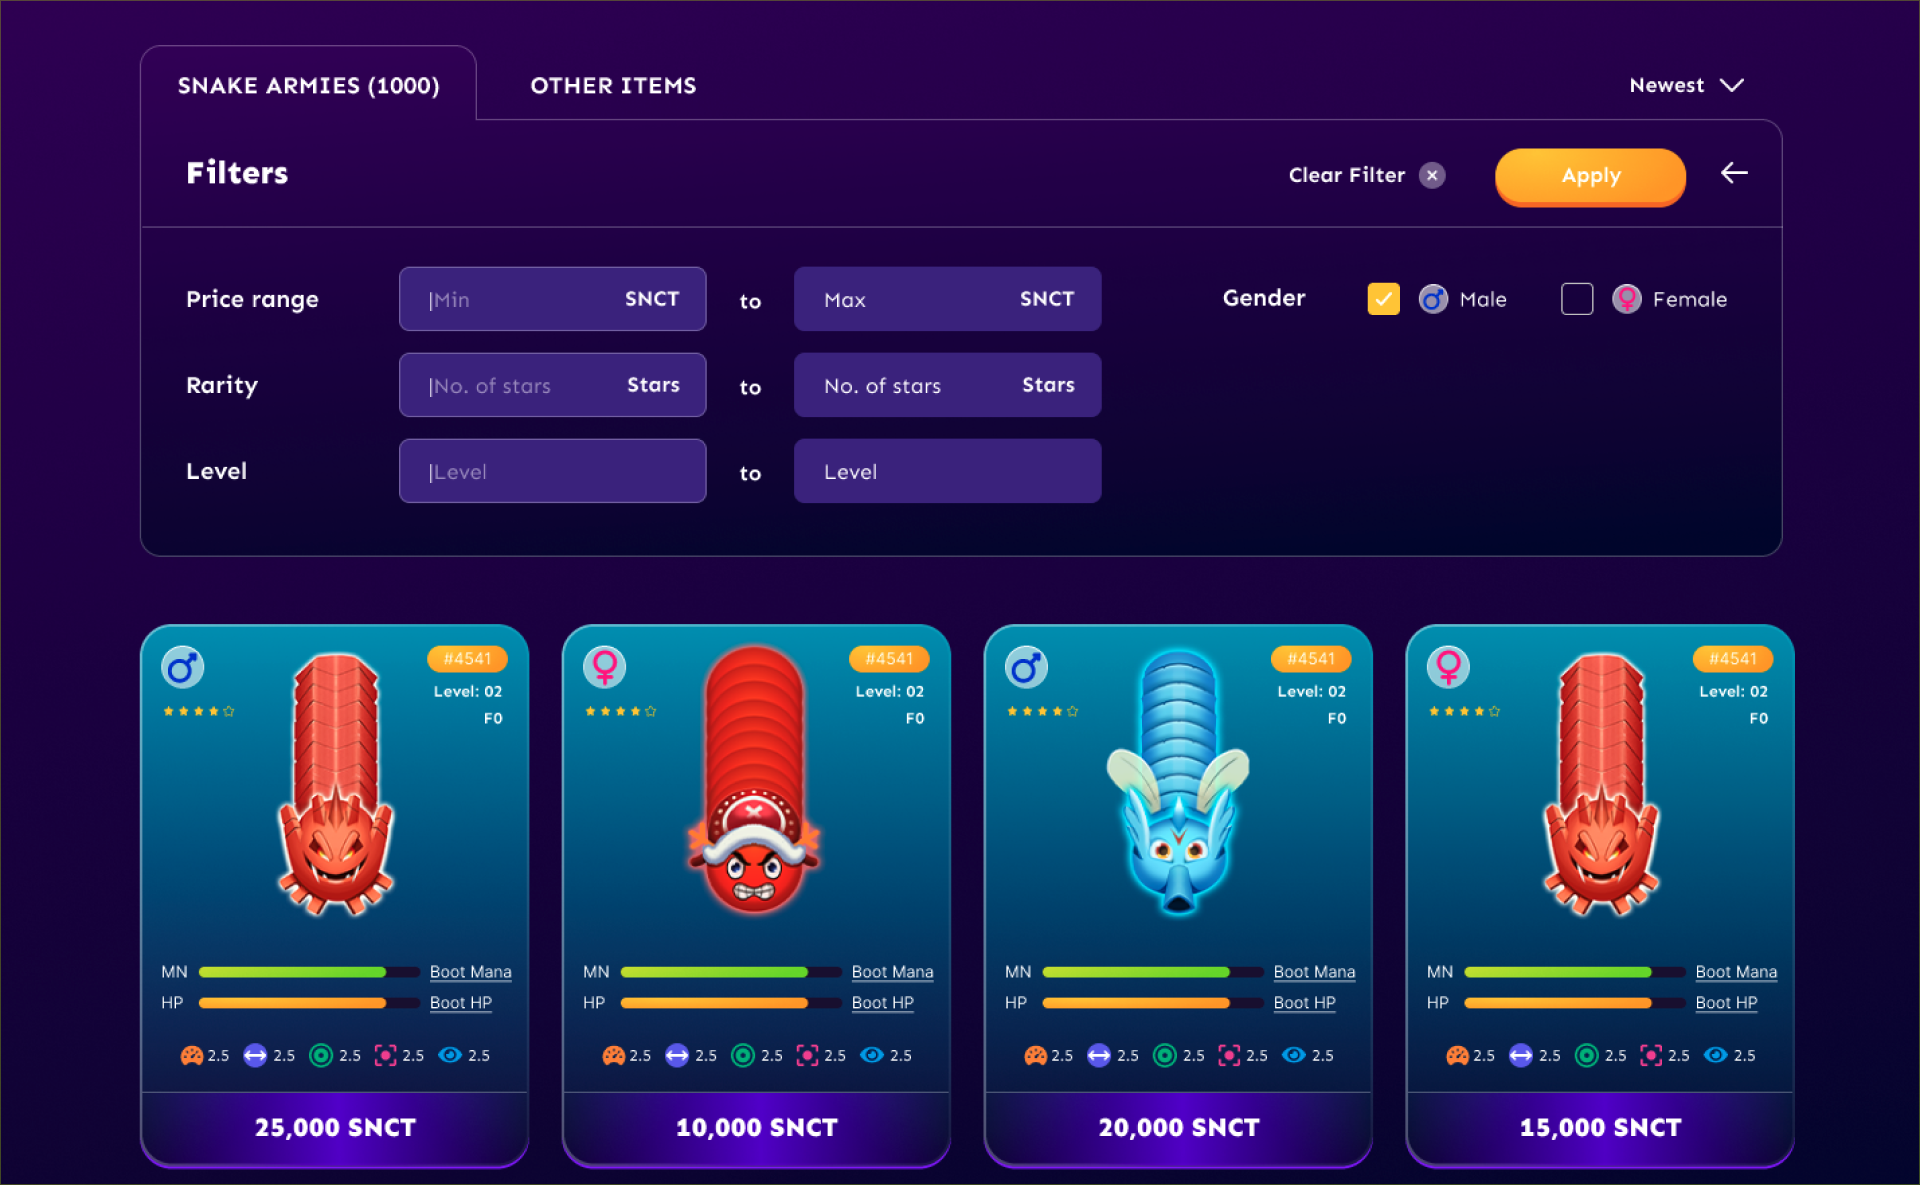 SNAKE ARMIES (1000)
OTHER ITEMS
Newest
Filters
Clear Filter
Apply
Price range
Min SNCT
to
Max SNCT
Gender
Male
Female
Rarity
No. of stars Stars
to
No. of stars Stars
Level
Level
to
Level
#4541
Level: 02
F0
MN Boot Mana
HP Boot HP
2.5 2.5 2.5 2.5 2.5
25,000 SNCT
#4541
Level: 02
F0
MN Boot Mana
HP Boot HP
2.5 2.5 2.5 2.5 2.5
10,000 SNCT
#4541
Level: 02
F0
MN Boot Mana
HP Boot HP
2.5 2.5 2.5 2.5 2.5
20,000 SNCT
#4541
Level: 02
F0
MN Boot Mana
HP Boot HP
2.5 2.5 2.5 2.5 2.5
15,000 SNCT